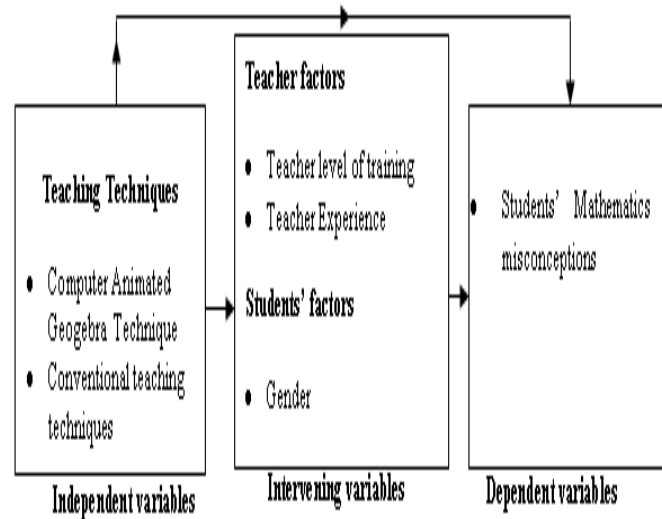 Teaching Techniques
• Computer Animated
Geogebra Technique
• Conventional teaching
techniques
Independent variables
Teacher factors
• Teacher level of training
• Teacher Experience
Students' factors
• Gender
Intervening variables
• Students' Mathematics
misconceptions
Dependent variables